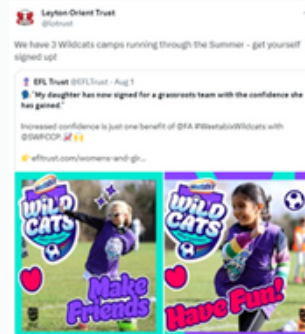 Leyton Orient Trust
@lotrust
We have 3 Wildcats camps running through the Summer - get yourself
signed up!
EFL Trust @EFLTrust - Aug 1
"My daughter has now signed for a grassroots team with the confidence she
has gained"
Increased confidence is just one benefit of @FA #WeetabixWildcats with
@SWFCCP.
efltrust.com/womens-and-gir...
WILD
CATS
Make
Friends
WILD
CATS
Have Fun!